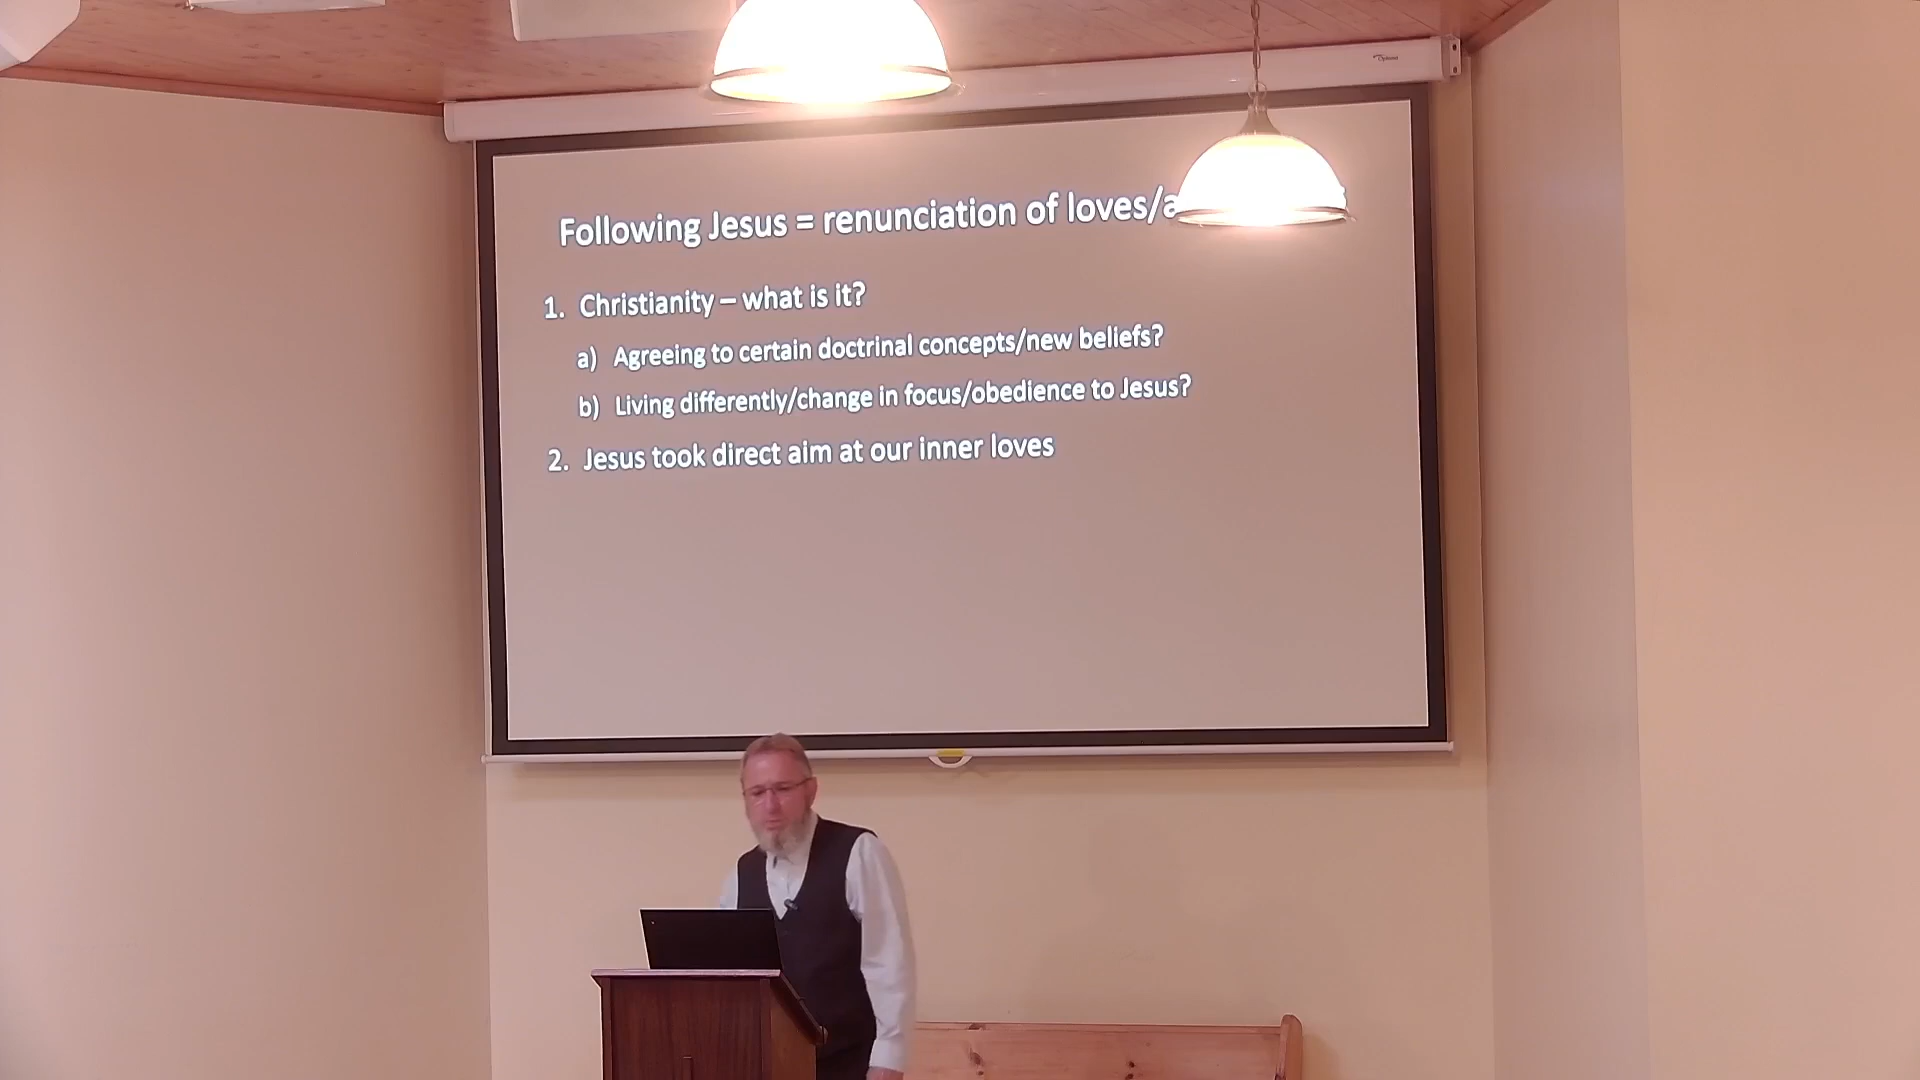 Optoma
Following Jesus = renunciation of loves/a
1. Christianity – what is it?
a) Agreeing to certain doctrinal concepts/new beliefs?
b) Living differently/change in focus/obedience to Jesus?
2. Jesus took direct aim at our inner loves